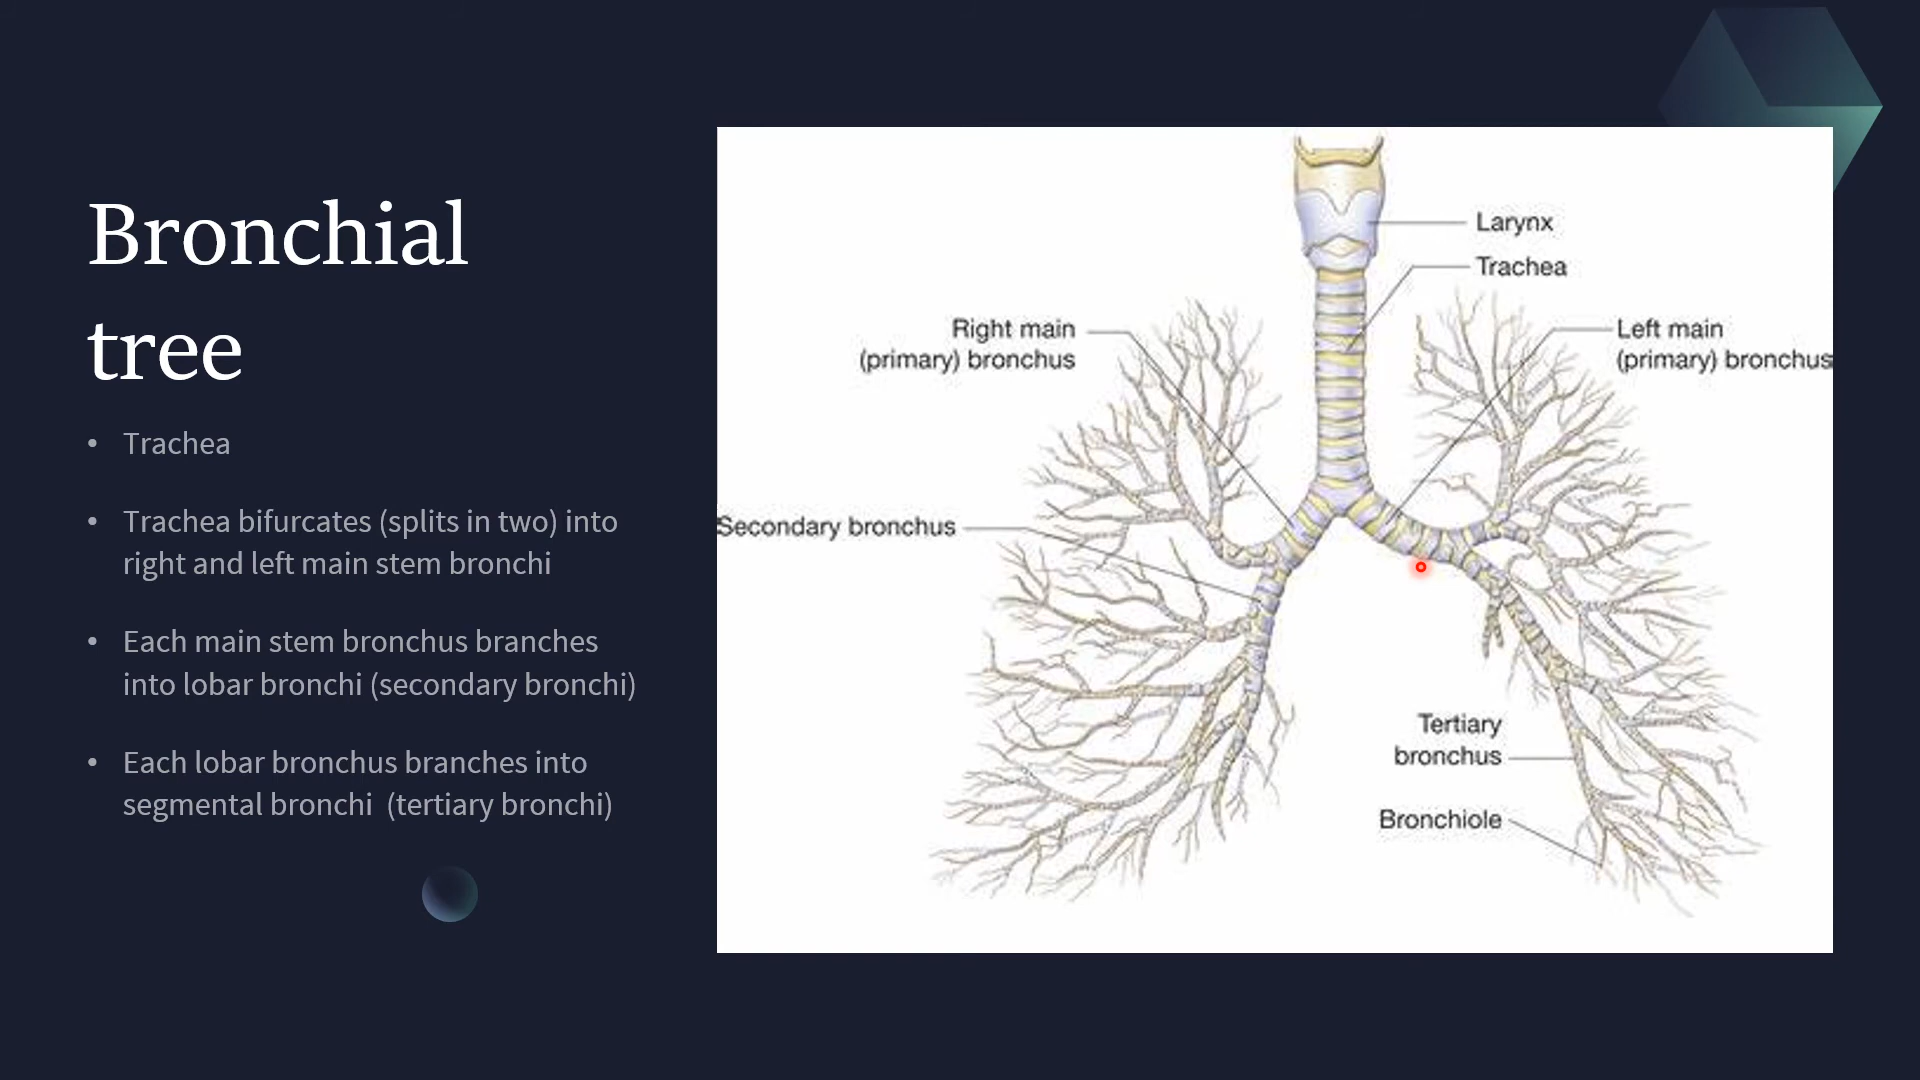 Bronchial
tree
• Trachea
• Trachea bifurcates (splits in two) into
right and left main stem bronchi
• Each main stem bronchus branches
into lobar bronchi (secondary bronchi)
• Each lobar bronchus branches into
segmental bronchi  (tertiary bronchi)
Larynx
Trachea
Right main
(primary) bronchus
Left main
(primary) bronchus
Secondary bronchus
Tertiary
bronchus
Bronchiole